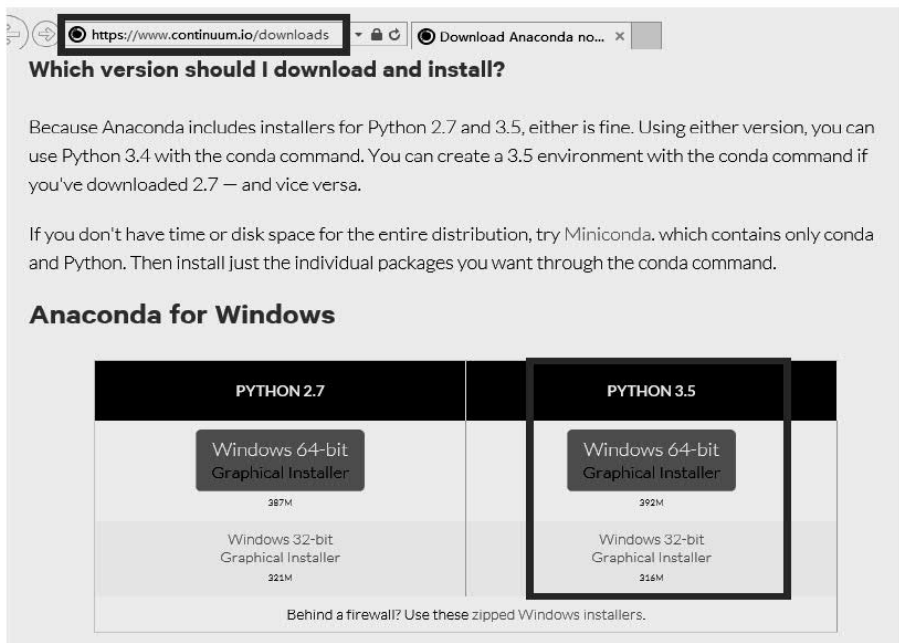 https://www.continuum.io/downloads
Download Anaconda no...
Which version should I download and install?
Because Anaconda includes installers for Python 2.7 and 3.5, either is fine. Using either version, you can
use Python 3.4 with the conda command. You can create a 3.5 environment with the conda command if
you've downloaded 2.7 — and vice versa.
If you don't have time or disk space for the entire distribution, try Miniconda. which contains only conda
and Python. Then install just the individual packages you want through the conda command.
Anaconda for Windows
PYTHON 2.7
PYTHON 3.5
Windows 64-bit
Graphical Installer
387M
Windows 64-bit
Graphical Installer
392M
Windows 32-bit
Graphical Installer
321M
Windows 32-bit
Graphical Installer
316M
Behind a firewall? Use these zipped Windows installers.